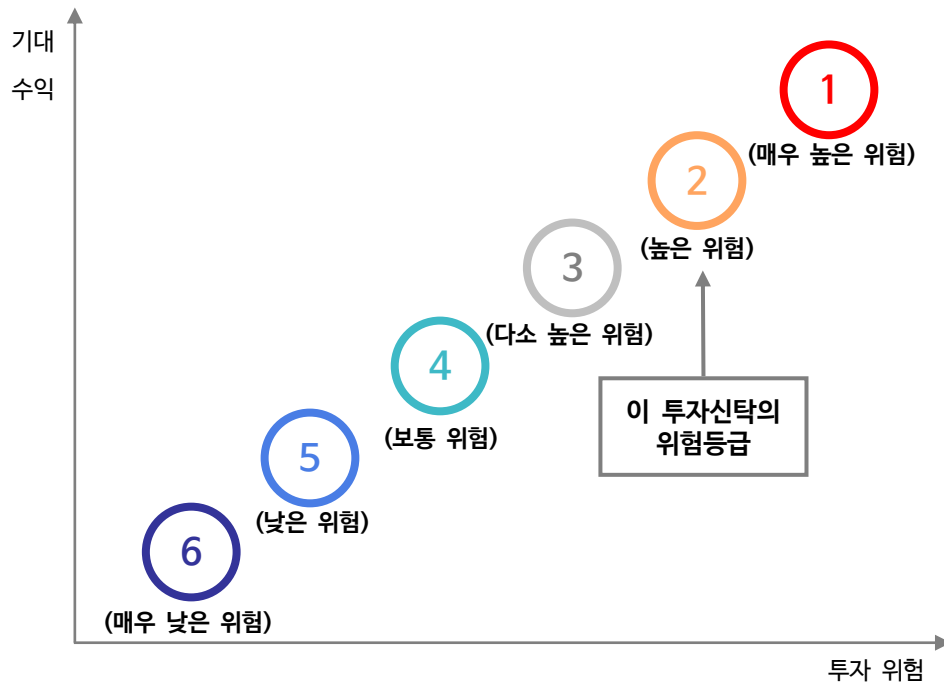 기대
수익
1
(매우 높은 위험)
2
(높은 위험)
3
(다소 높은 위험)
4
(보통 위험)
이 투자신탁의
위험등급
5
(낮은 위험)
6
(매우 낮은 위험)
투자 위험